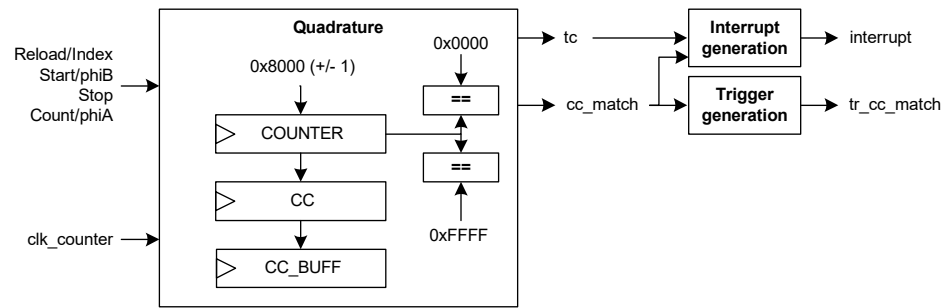 Quadrature
Reload/Index
Start/phiB
Stop
Count/phiA
clk_counter
0x8000 (+/- 1)
COUNTER
CC
CC_BUFF
0x0000
==
==
0xFFFF
tc
cc_match
Interrupt
generation
Trigger
generation
interrupt
tr_cc_match